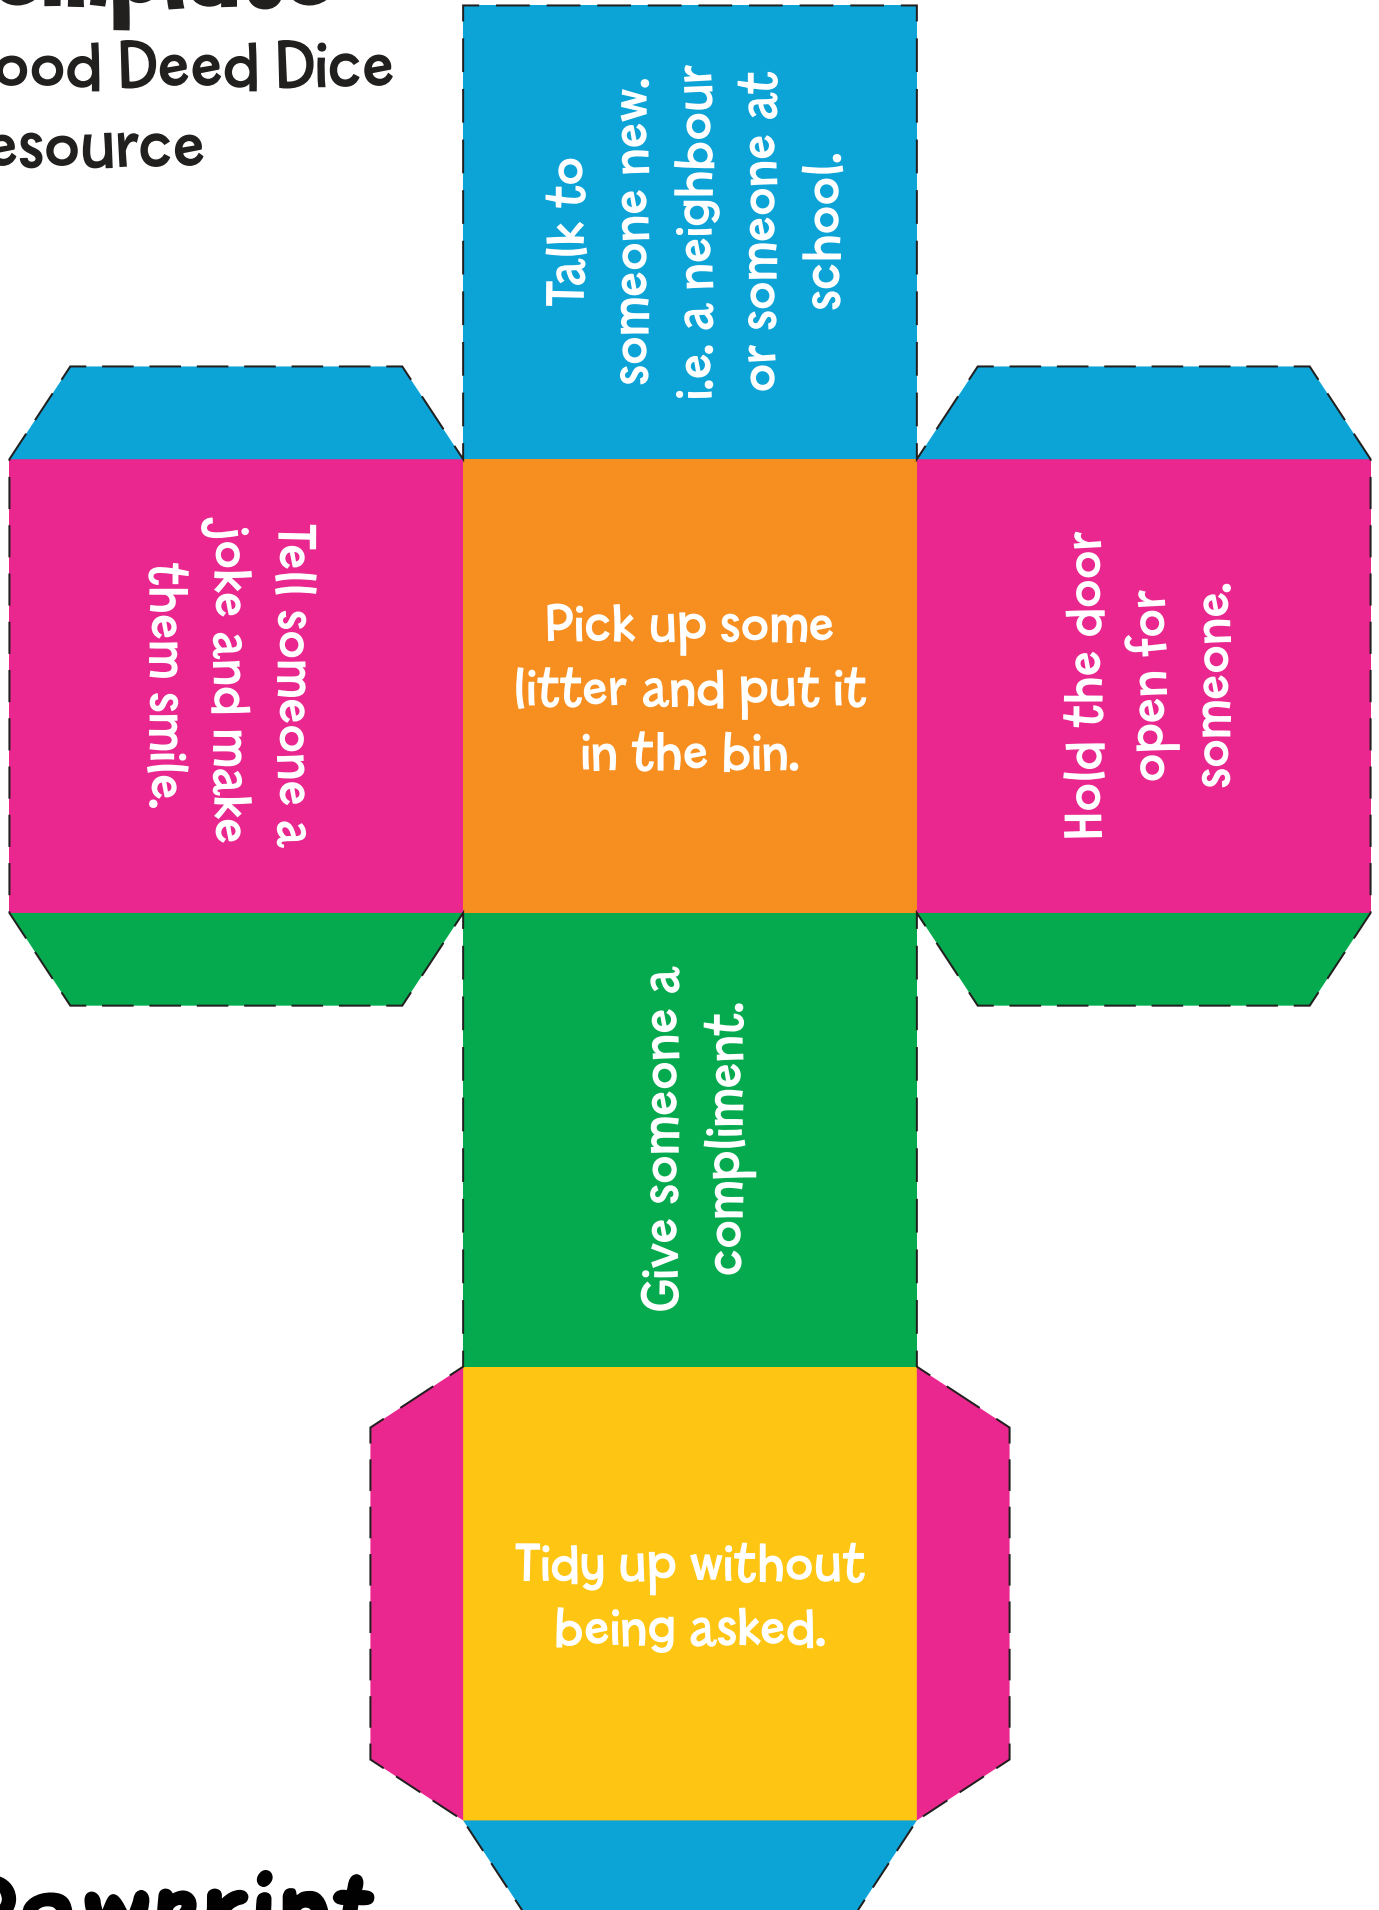 ood Deed Dice
esource
Talk to
someone new.
i.e. a neighbour
or someone at
school.
Tell someone a
joke and make
them smile.
Pick up some
litter and put it
in the bin.
Hold the door
open for
someone.
Give someone a
compliment.
Tidy up without
being asked.
Pawprint